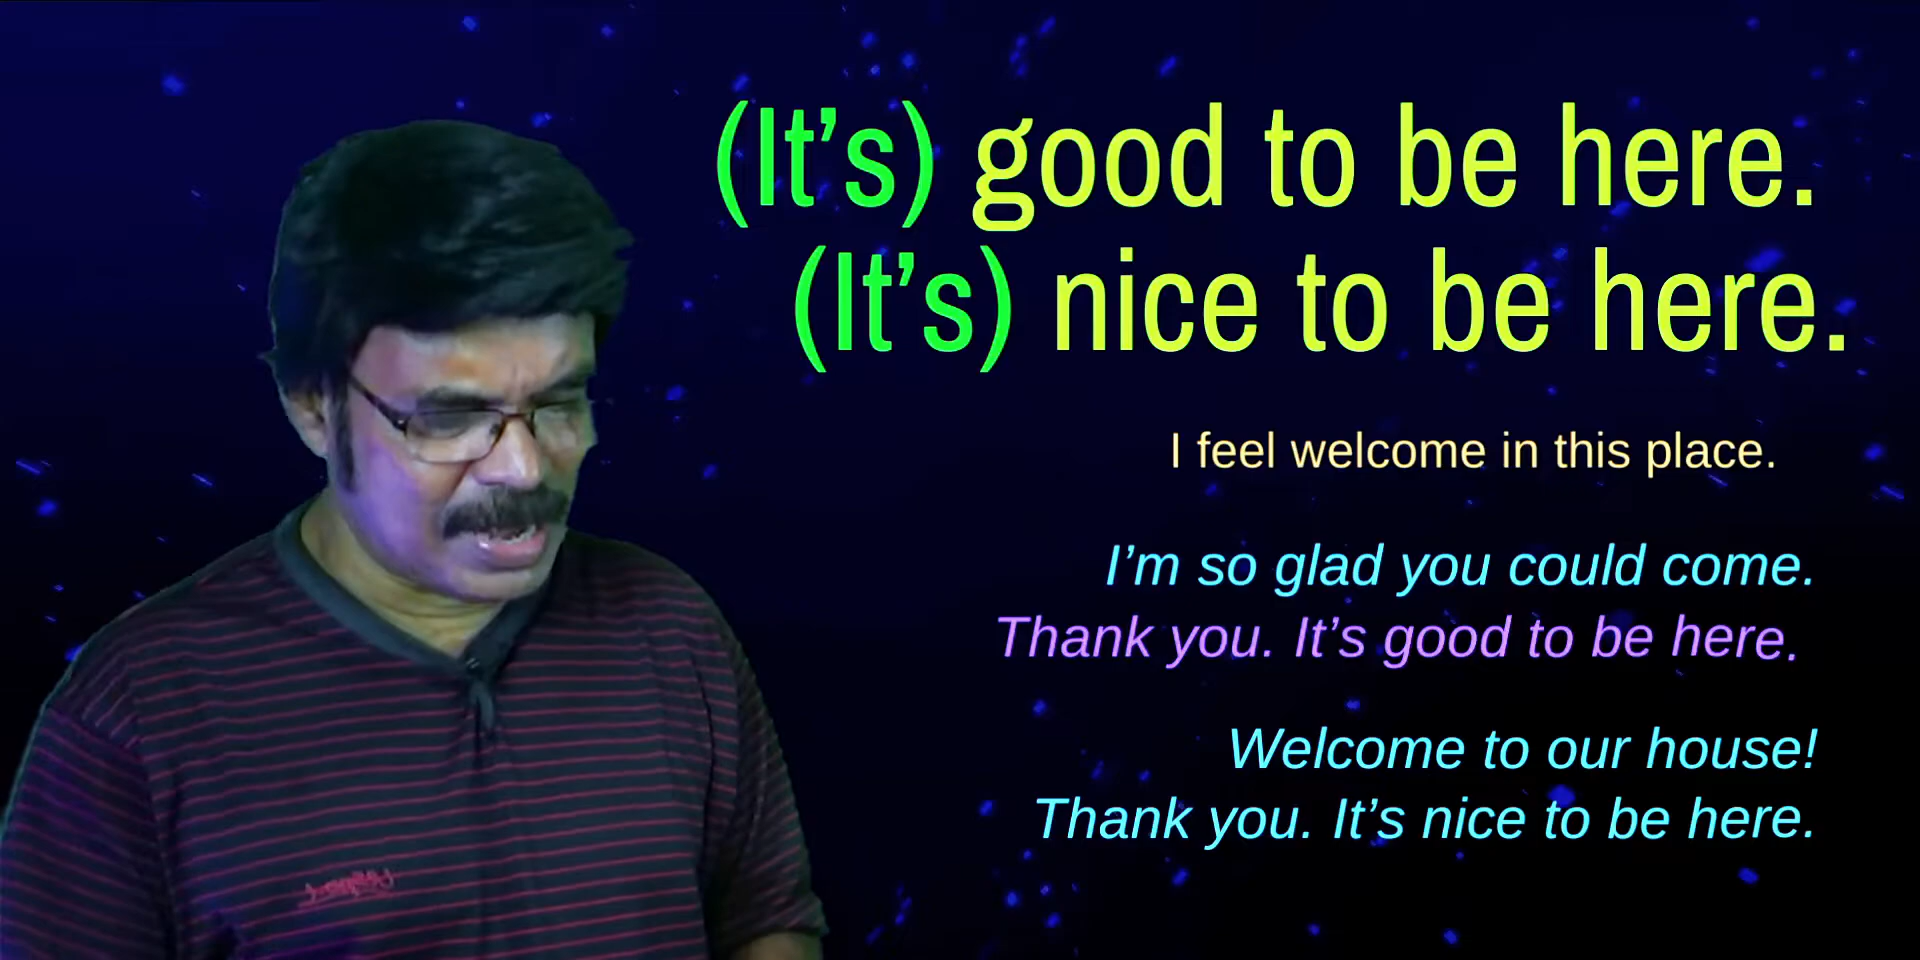 (It’s) good to be here.
(It’s) nice to be here.
I feel welcome in this place.
I’m so glad you could come.
Thank you. It’s good to be here.
Welcome to our house!
Thank you. It’s nice to be here.